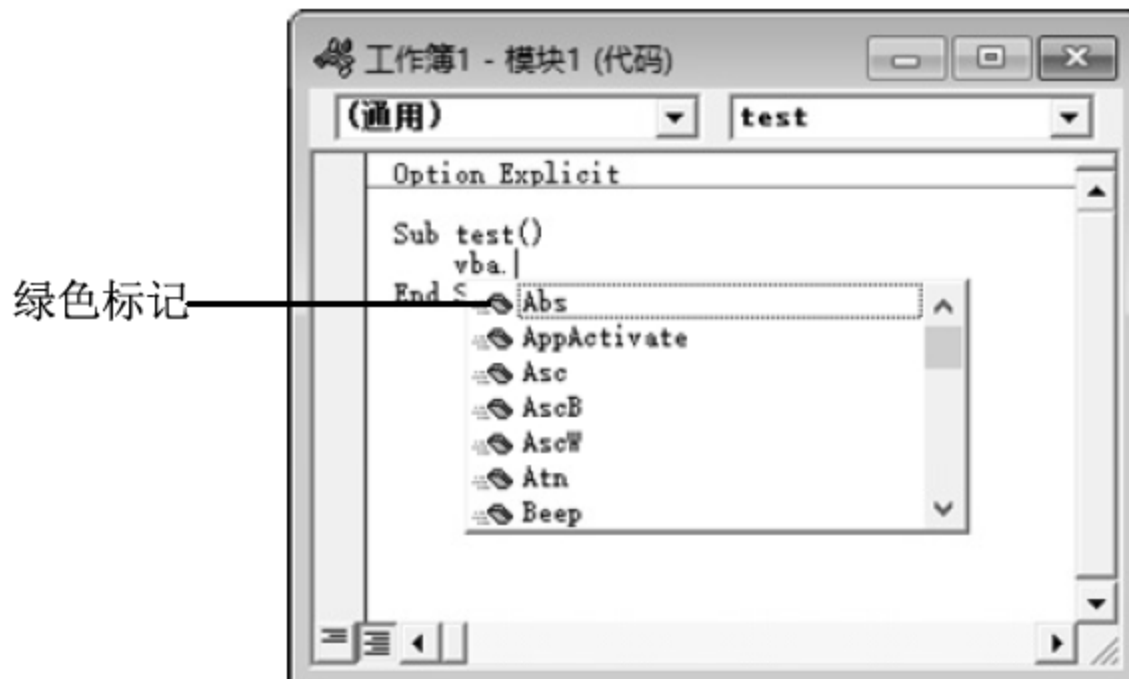 工作簿1 - 模块1 (代码)
(通用)
test
Option Explicit
Sub test()
vba.
End S
绿色标记
Abs
AppActivate
Asc
AscB
AscW
Atn
Beep